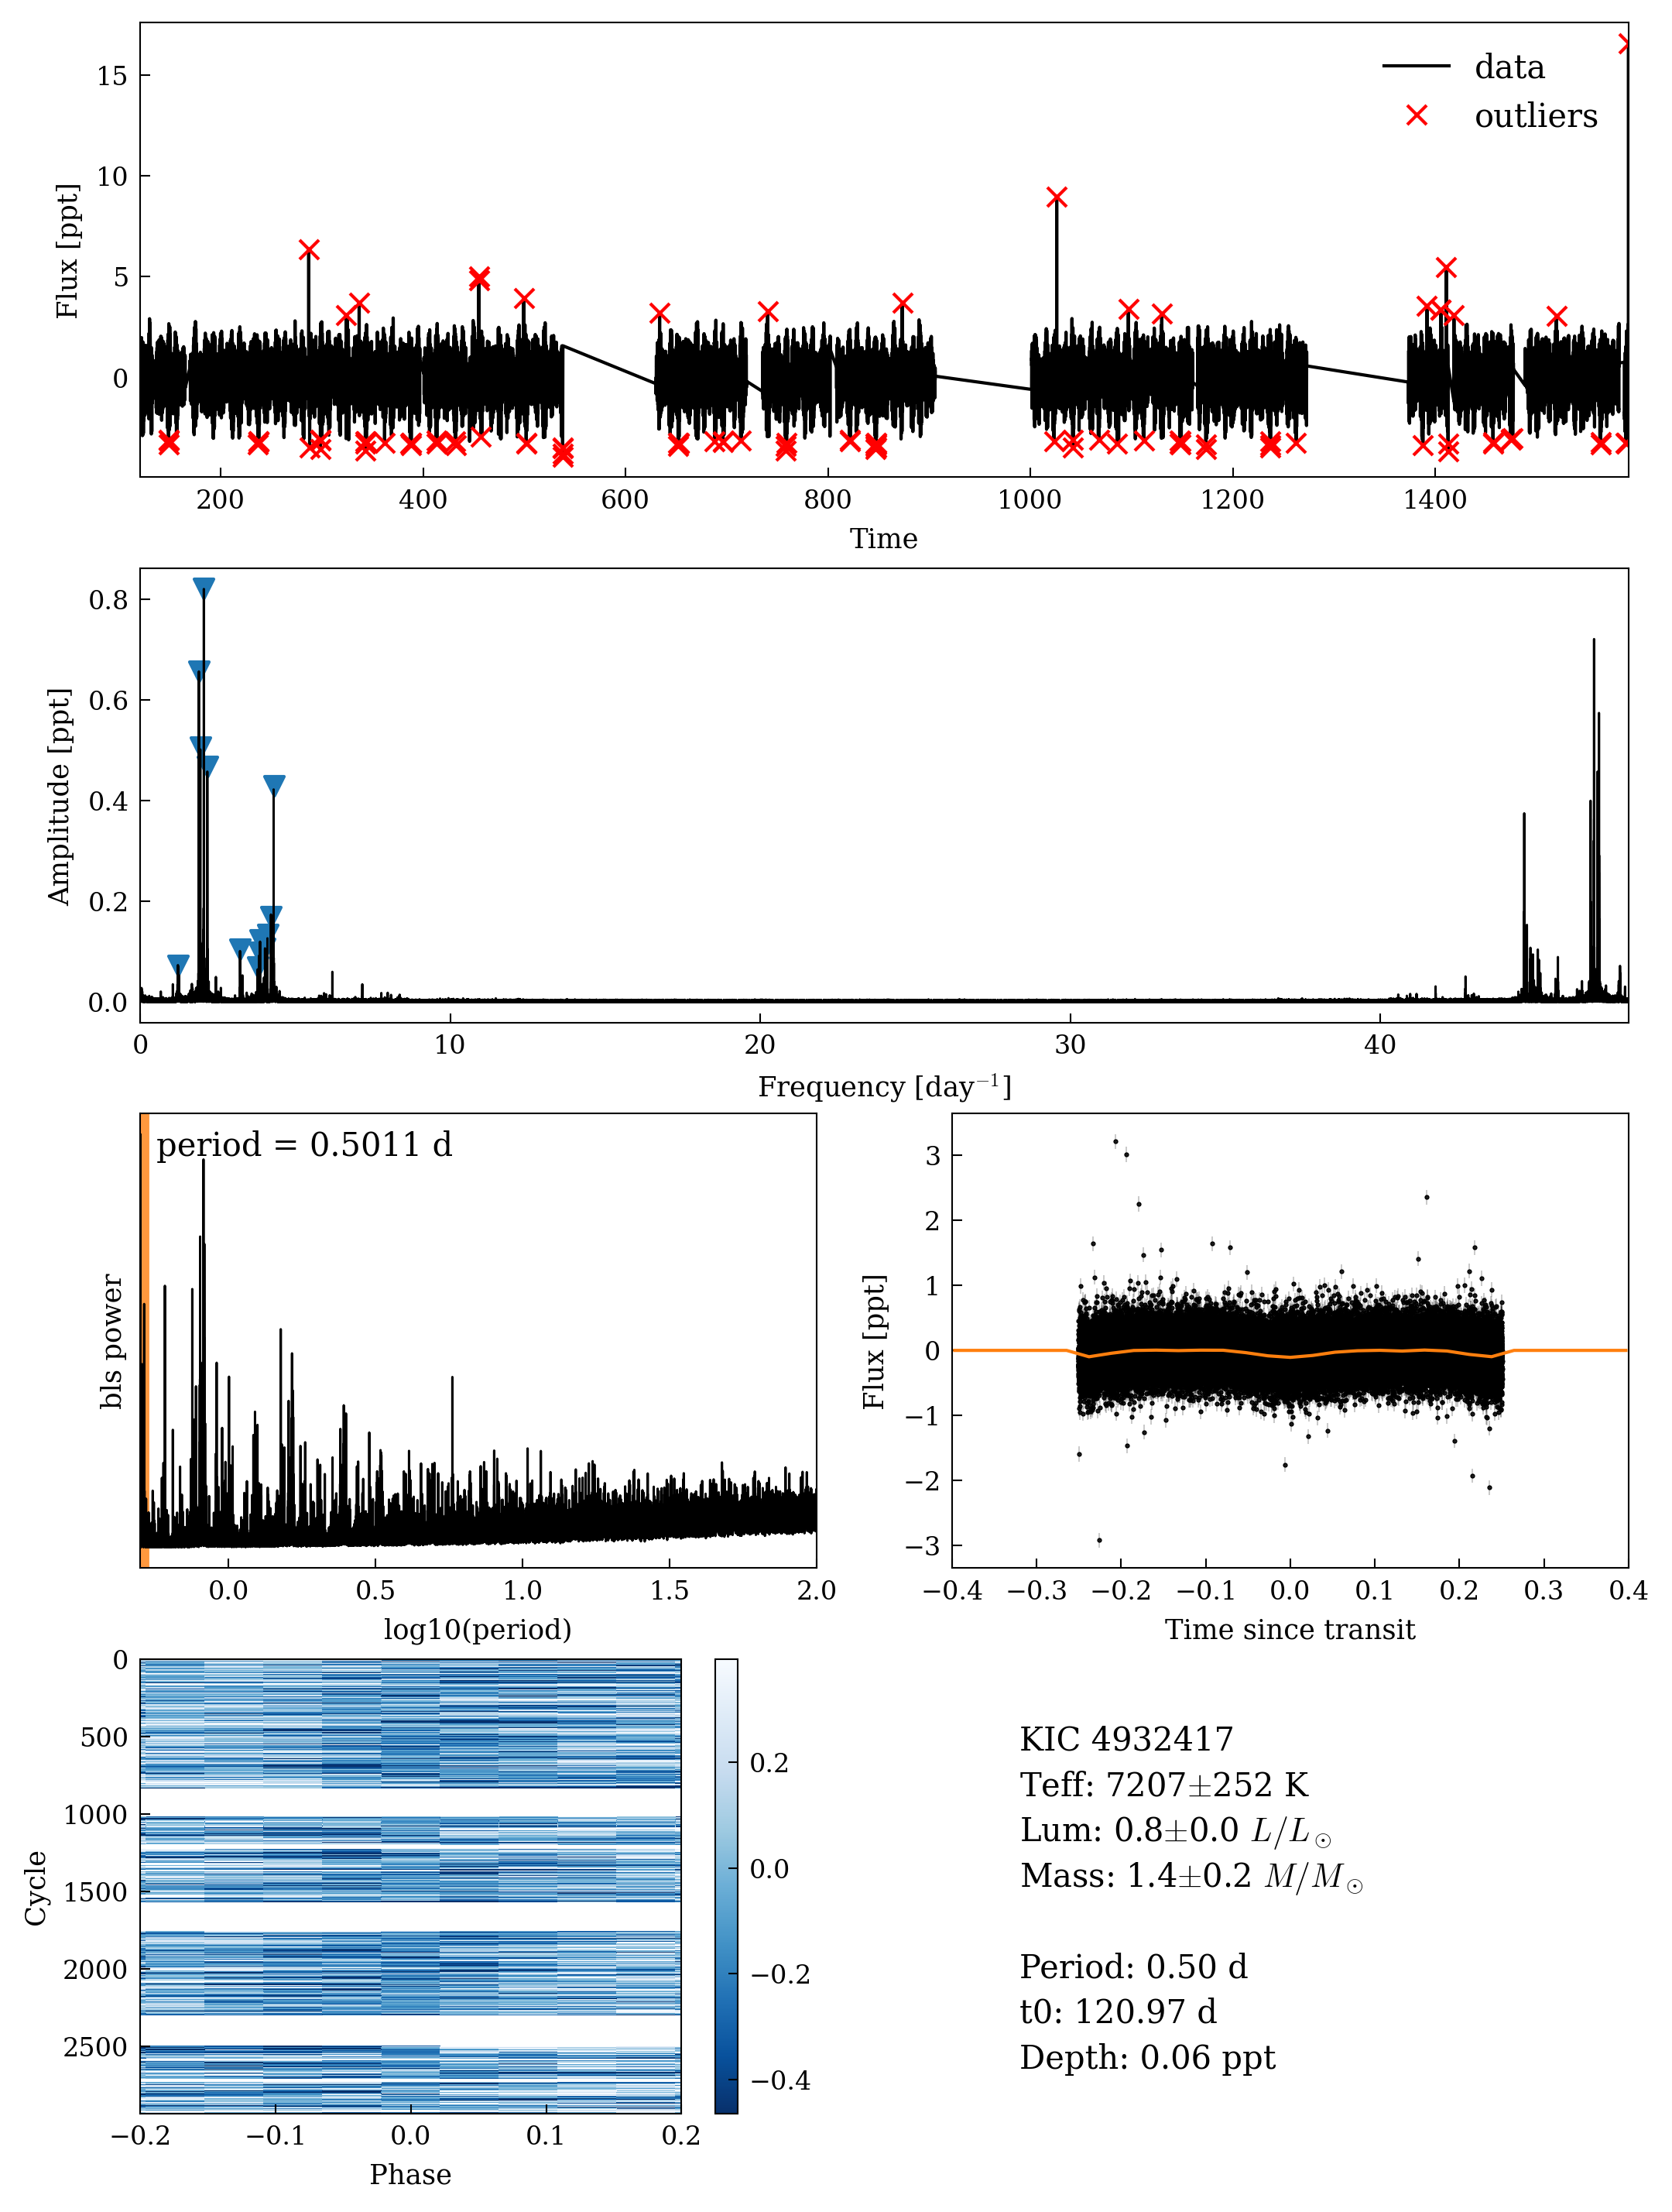 data
outliers
15
10
5
0
Flux [ppt]
200 400 600 800 1000 1200 1400
Time
0.8
0.6
0.4
0.2
0.0
Amplitude [ppt]
0 10 20 30 40
Frequency [day⁻¹]
period = 0.5011 d
bls power
0.0 0.5 1.0 1.5 2.0
log10(period)
3
2
1
0
−1
−2
−3
Flux [ppt]
−0.4 −0.3 −0.2 −0.1 0.0 0.1 0.2 0.3 0.4
Time since transit
0
500
1000
1500
2000
2500
Cycle
−0.2 −0.1 0.0 0.1 0.2
Phase
0.2
0.0
−0.2
−0.4
KIC 4932417
Teff: 7207±252 K
Lum: 0.8±0.0 L/L☉
Mass: 1.4±0.2 M/M☉
Period: 0.50 d
t0: 120.97 d
Depth: 0.06 ppt